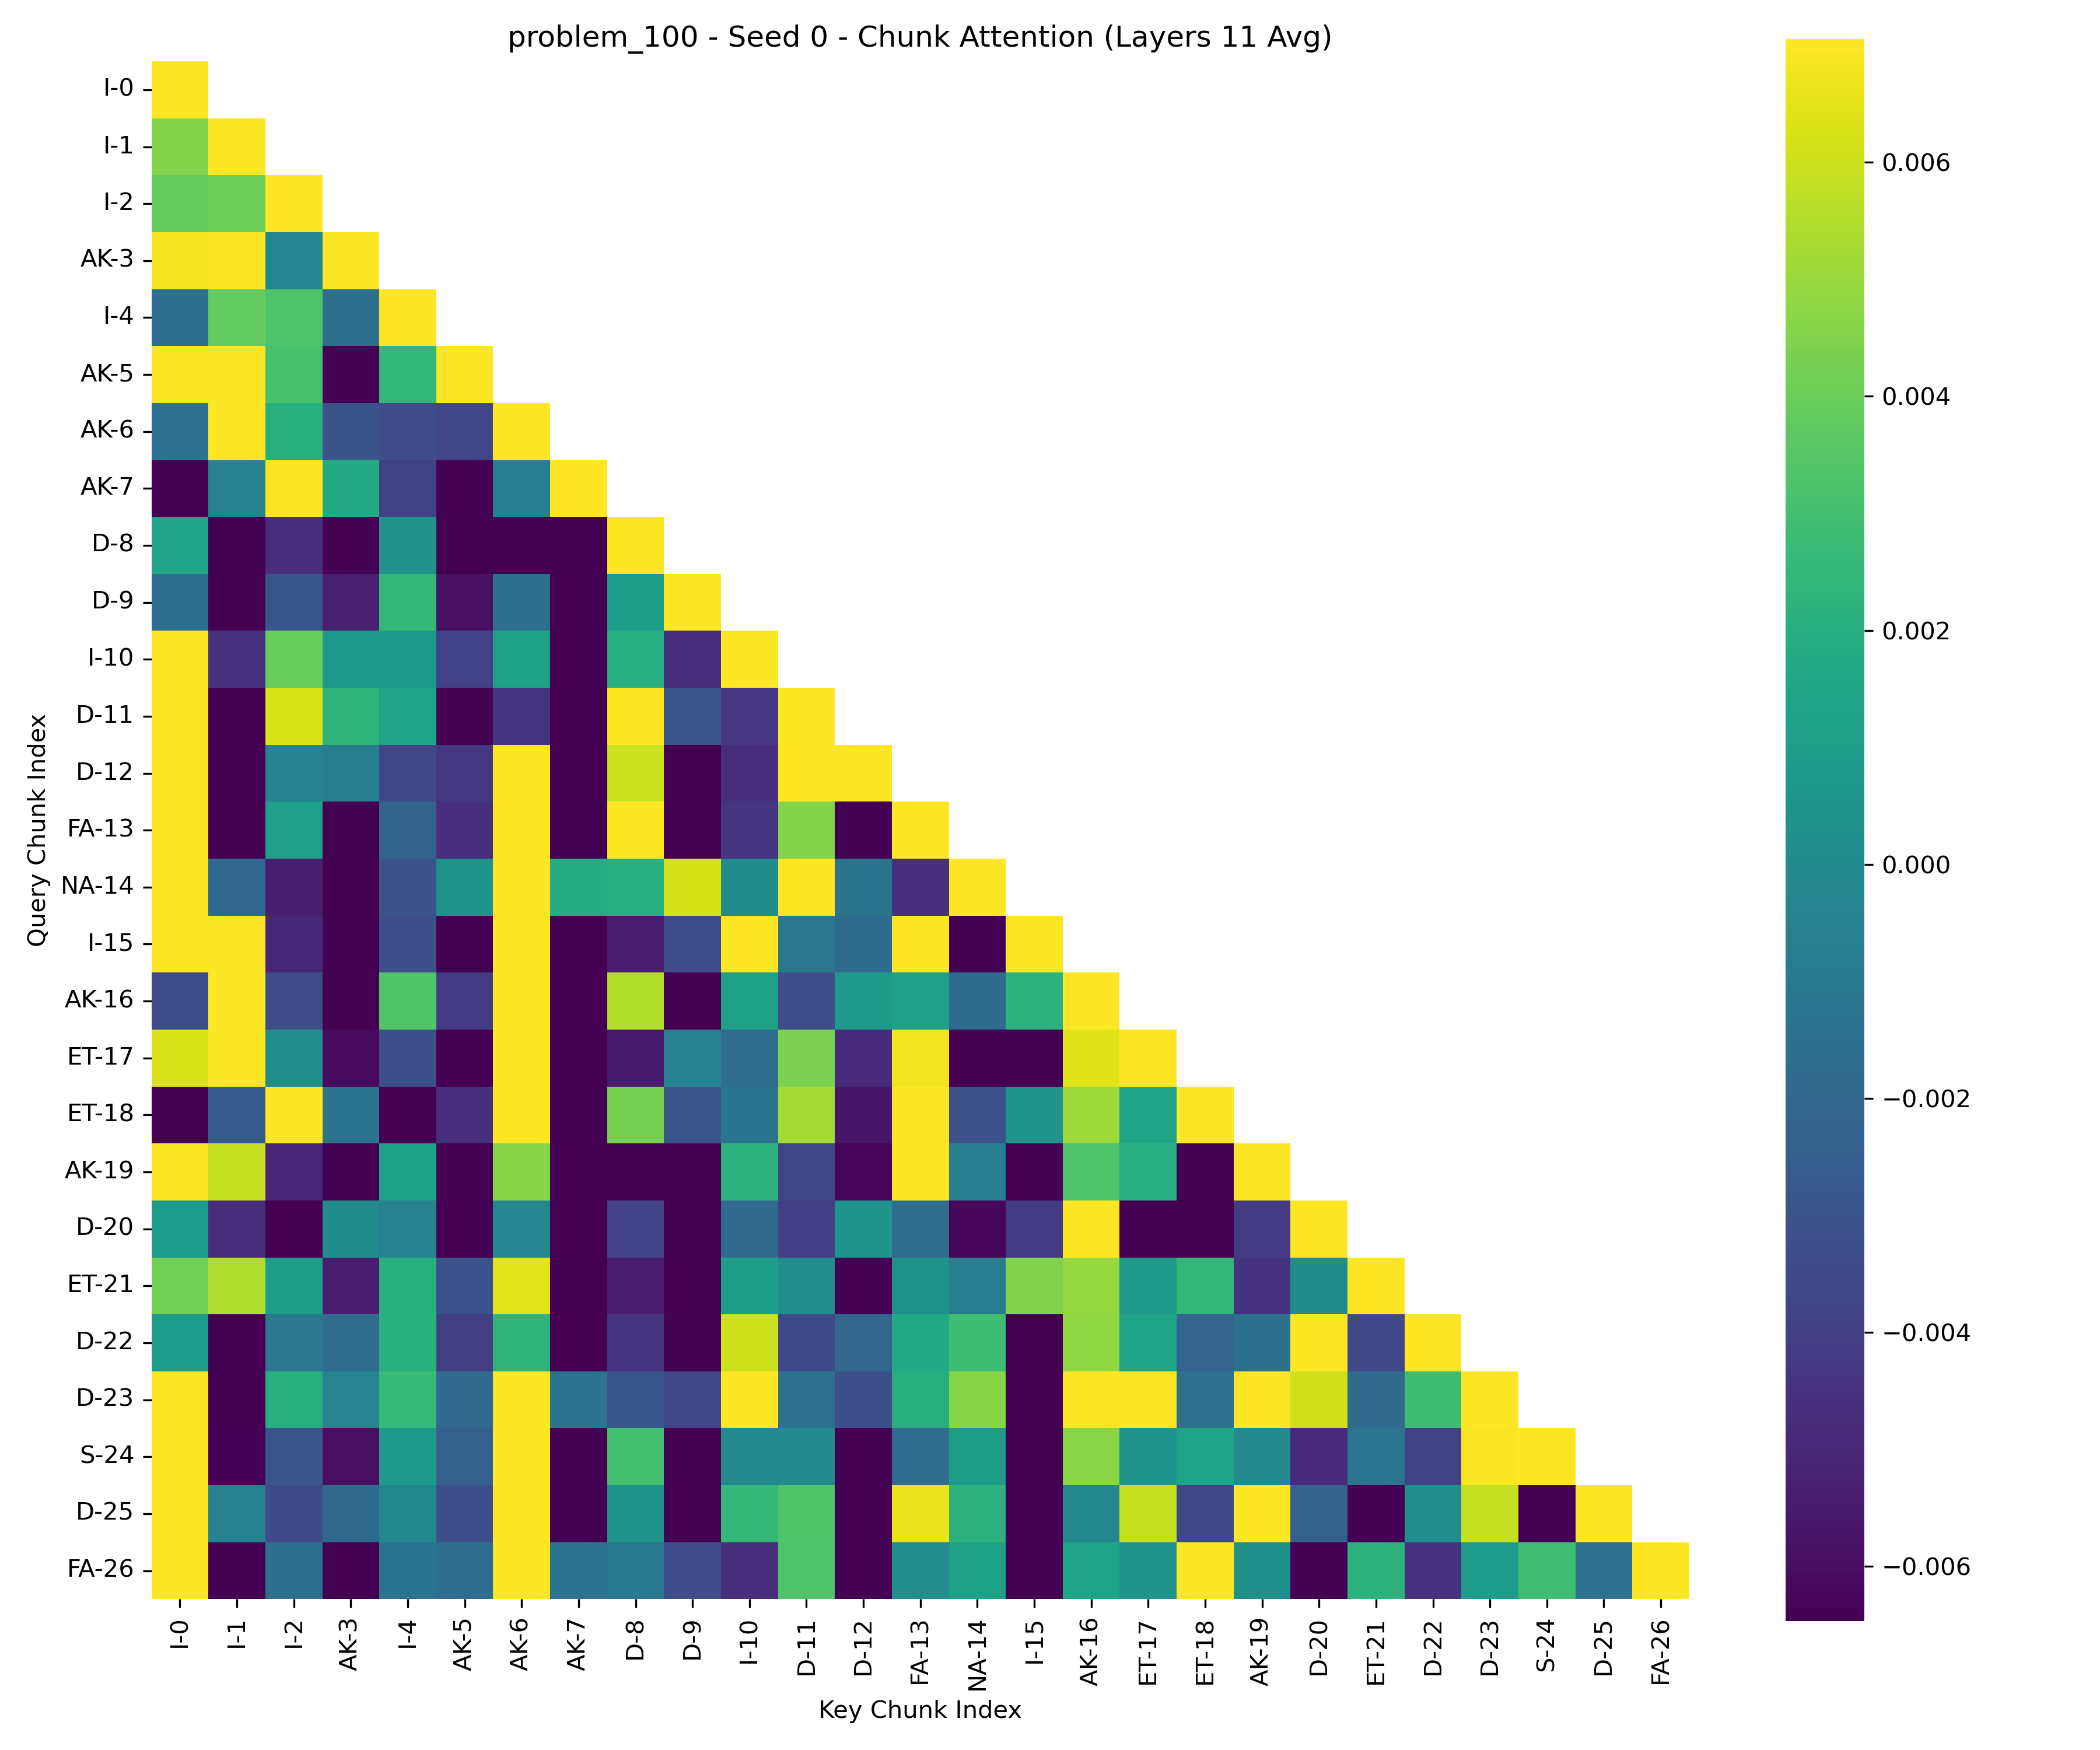 problem_100 - Seed 0 - Chunk Attention (Layers 11 Avg)
Query Chunk Index
I-0
I-1
I-2
AK-3
I-4
AK-5
AK-6
AK-7
D-8
D-9
I-10
D-11
D-12
FA-13
NA-14
I-15
AK-16
ET-17
ET-18
AK-19
D-20
ET-21
D-22
D-23
S-24
D-25
FA-26
I-0 I-1 I-2 AK-3 I-4 AK-5 AK-6 AK-7 D-8 D-9 I-10 D-11 D-12 FA-13 NA-14 I-15 AK-16 ET-17 ET-18 AK-19 D-20 ET-21 D-22 D-23 S-24 D-25 FA-26
Key Chunk Index
0.006
0.004
0.002
0.000
−0.002
−0.004
−0.006